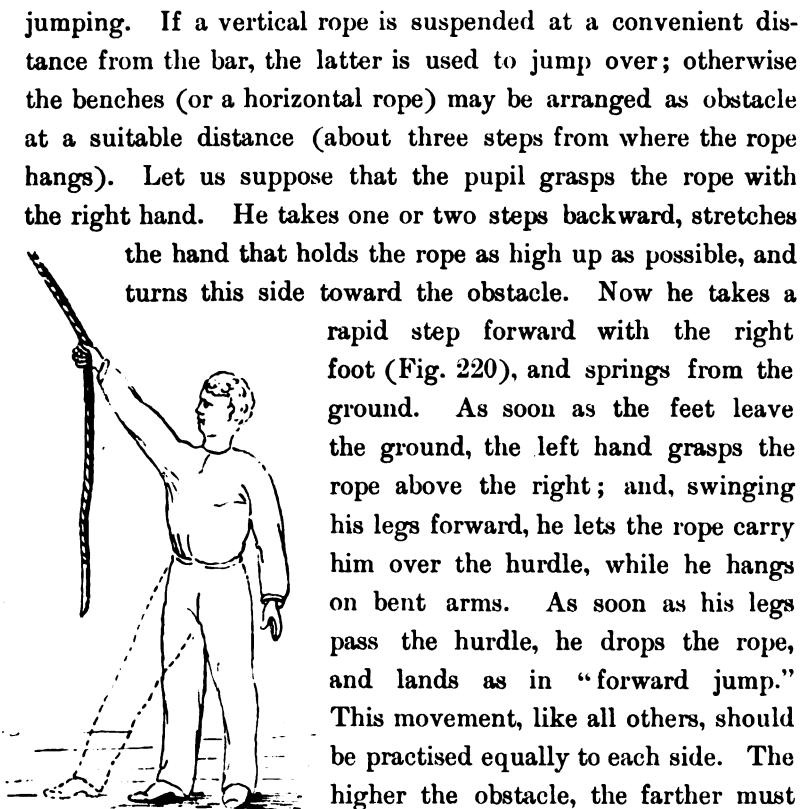 jumping. If a vertical rope is suspended at a convenient dis-
tance from the bar, the latter is used to jump over; otherwise
the benches (or a horizontal rope) may be arranged as obstacle
at a suitable distance (about three steps from where the rope
hangs). Let us suppose that the pupil grasps the rope with
the right hand. He takes one or two steps backward, stretches
the hand that holds the rope as high up as possible, and
turns this side toward the obstacle. Now he takes a
rapid step forward with the right
foot (Fig. 220), and springs from the
ground. As soon as the feet leave
the ground, the left hand grasps the
rope above the right; and, swinging
his legs forward, he lets the rope carry
him over the hurdle, while he hangs
on bent arms. As soon as his legs
pass the hurdle, he drops the rope,
and lands as in “forward jump.”
This movement, like all others, should
be practised equally to each side. The
higher the obstacle, the farther must